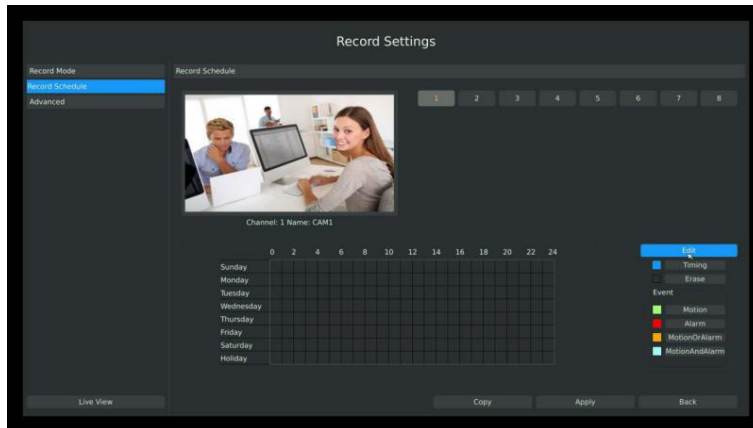 Record Settings
Record Mode
Record Schedule
Advanced
Record Schedule
1 2 3 4 5 6 7 8
Channel: 1 Name: CAM1
0 2 4 6 8 10 12 14 16 18 20 22 24
Sunday
Monday
Tuesday
Wednesday
Thursday
Friday
Saturday
Holiday
Edit
Timing
Erase
Event
Motion
Alarm
MotionOrAlarm
MotionAndAlarm
Live View
Copy
Apply
Back